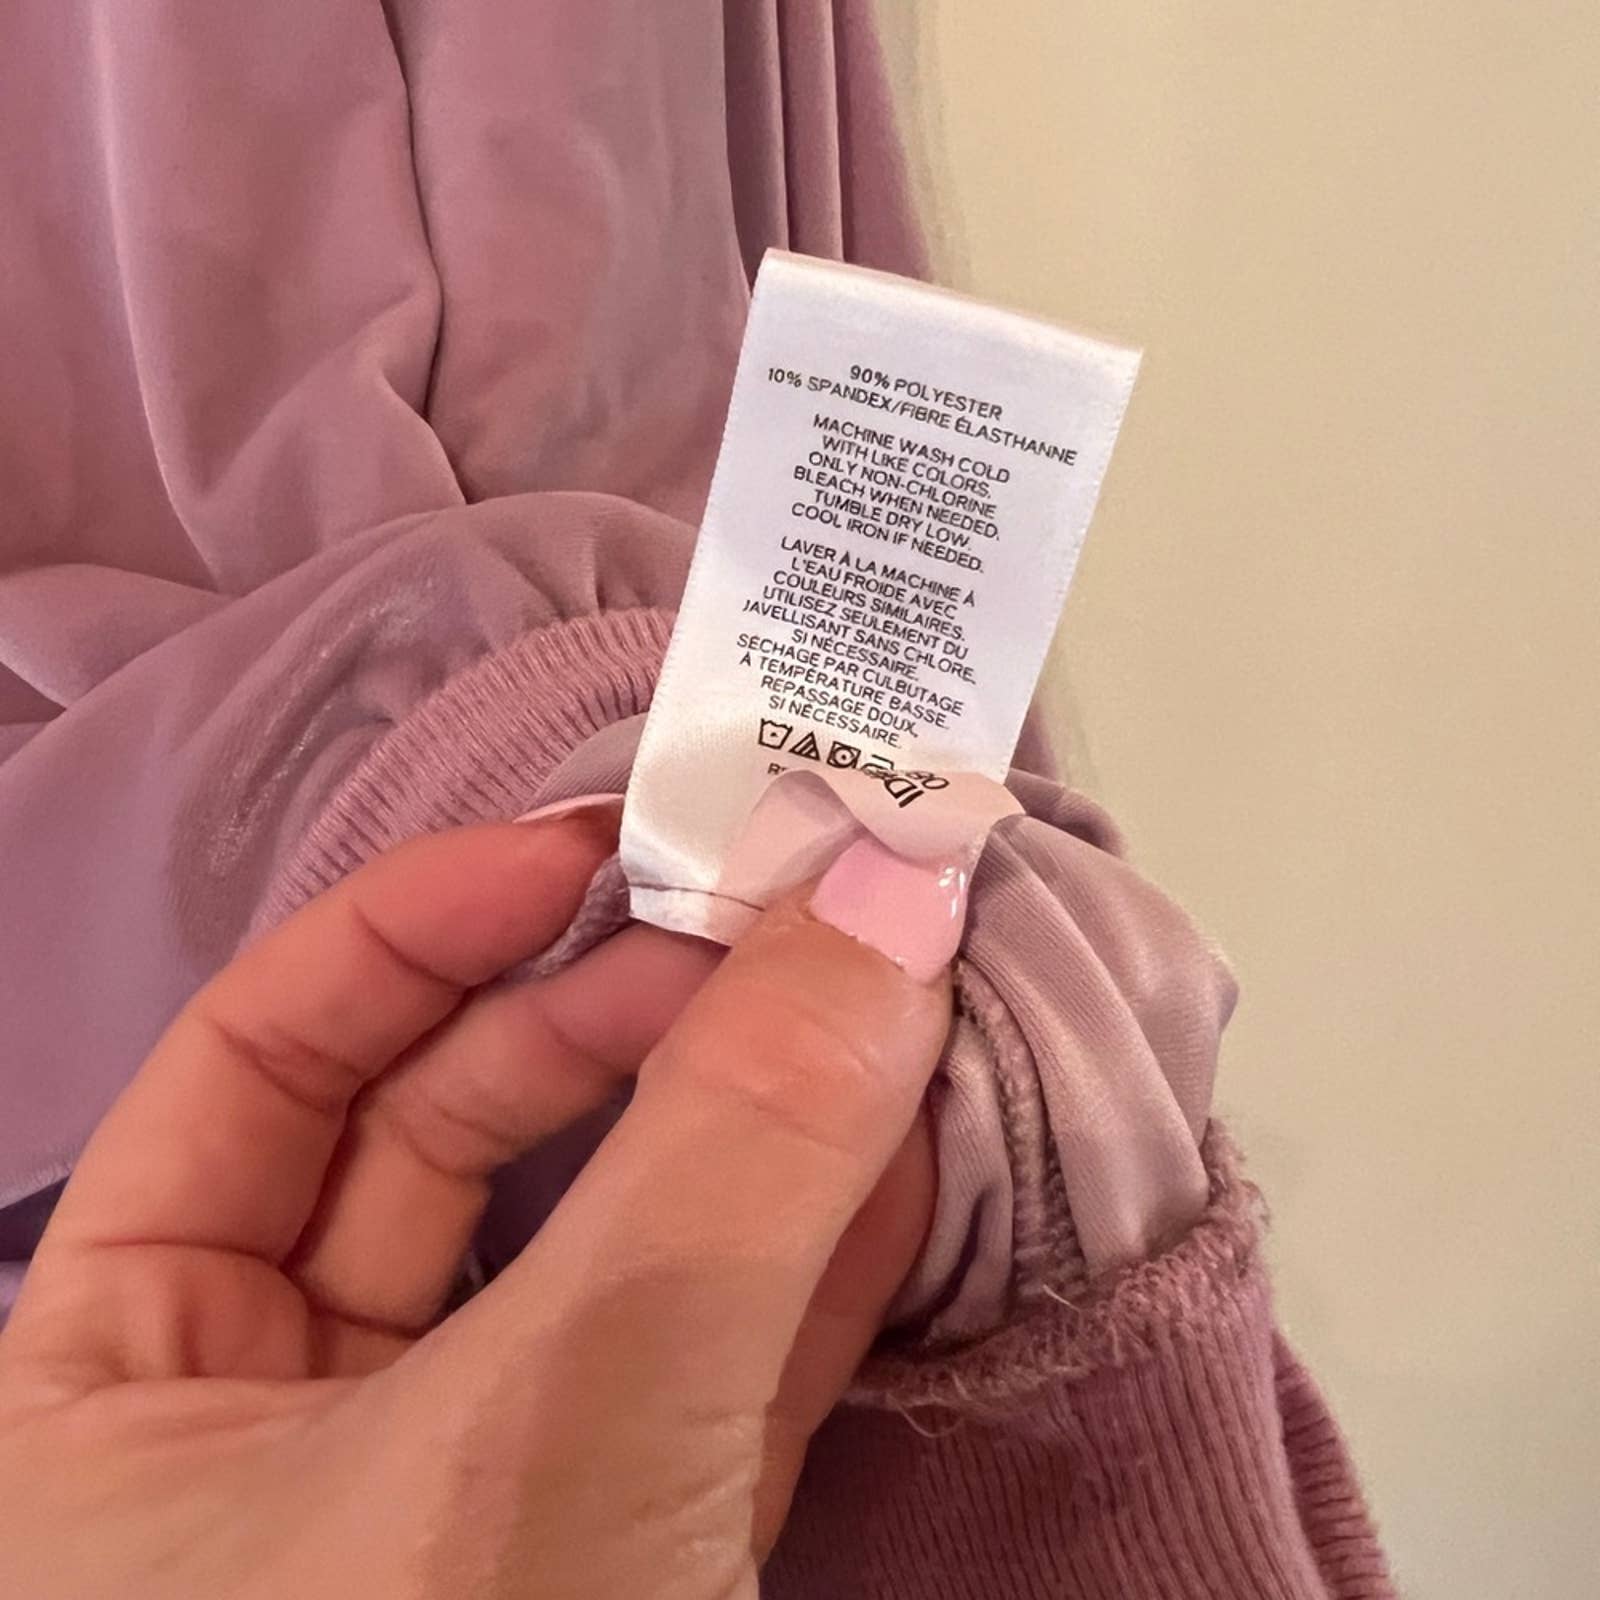 90% POLYESTER
10% SPANDEX/FIBRE ÉLASTHANNE
MACHINE WASH COLD
WITH LIKE COLORS.
ONLY NON-CHLORINE
BLEACH WHEN NEEDED.
TUMBLE DRY LOW.
COOL IRON IF NEEDED.
LAVER À LA MACHINE À
L'EAU FROIDE AVEC
COULEURS SIMILAIRES.
UTILISEZ SEULEMENT DU
JAVELLISANT SANS CHLORE,
SI NÉCESSAIRE.
SÉCHAGE PAR CULBUTAGE
À TEMPÉRATURE BASSE.
REPASSAGE DOUX,
SI NÉCESSAIRE.